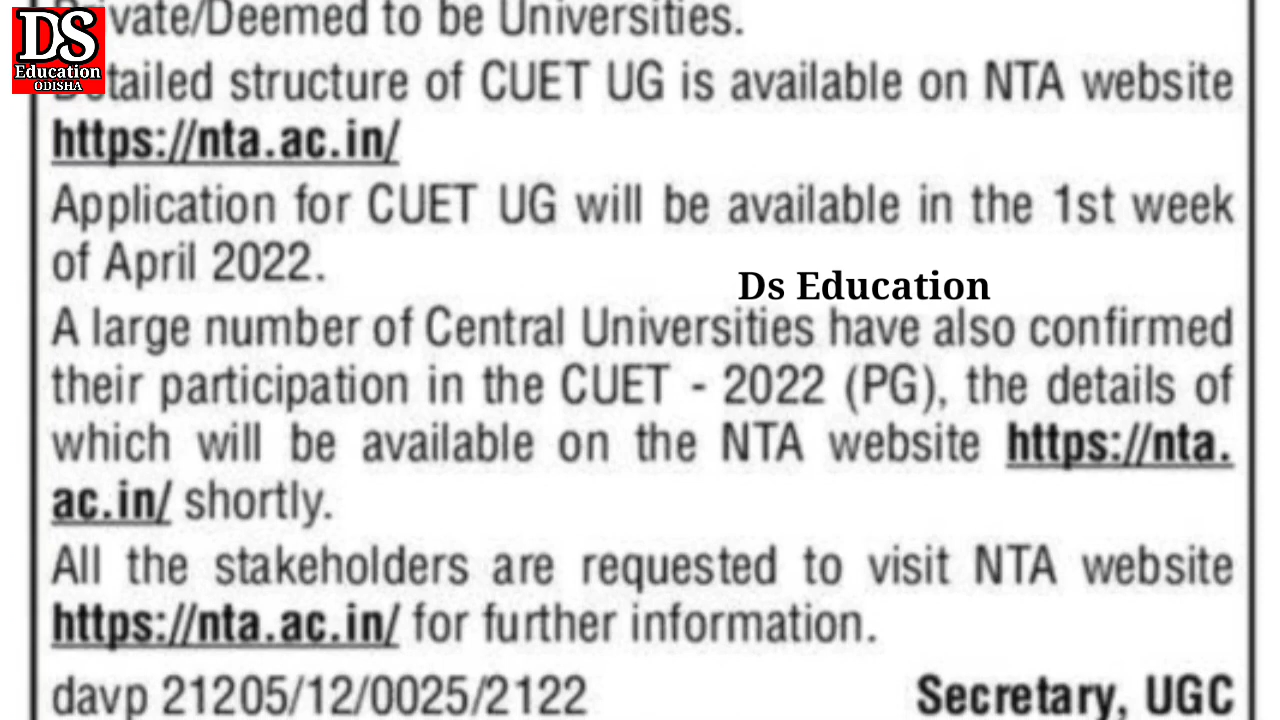 DS
Education
ODISHA
Private/Deemed to be Universities.
Detailed structure of CUET UG is available on NTA website
https://nta.ac.in/
Application for CUET UG will be available in the 1st week
of April 2022.
Ds Education
A large number of Central Universities have also confirmed
their participation in the CUET - 2022 (PG), the details of
which will be available on the NTA website https://nta.
ac.in/ shortly.
All the stakeholders are requested to visit NTA website
https://nta.ac.in/ for further information.
davp 21205/12/0025/2122 Secretary, UGC